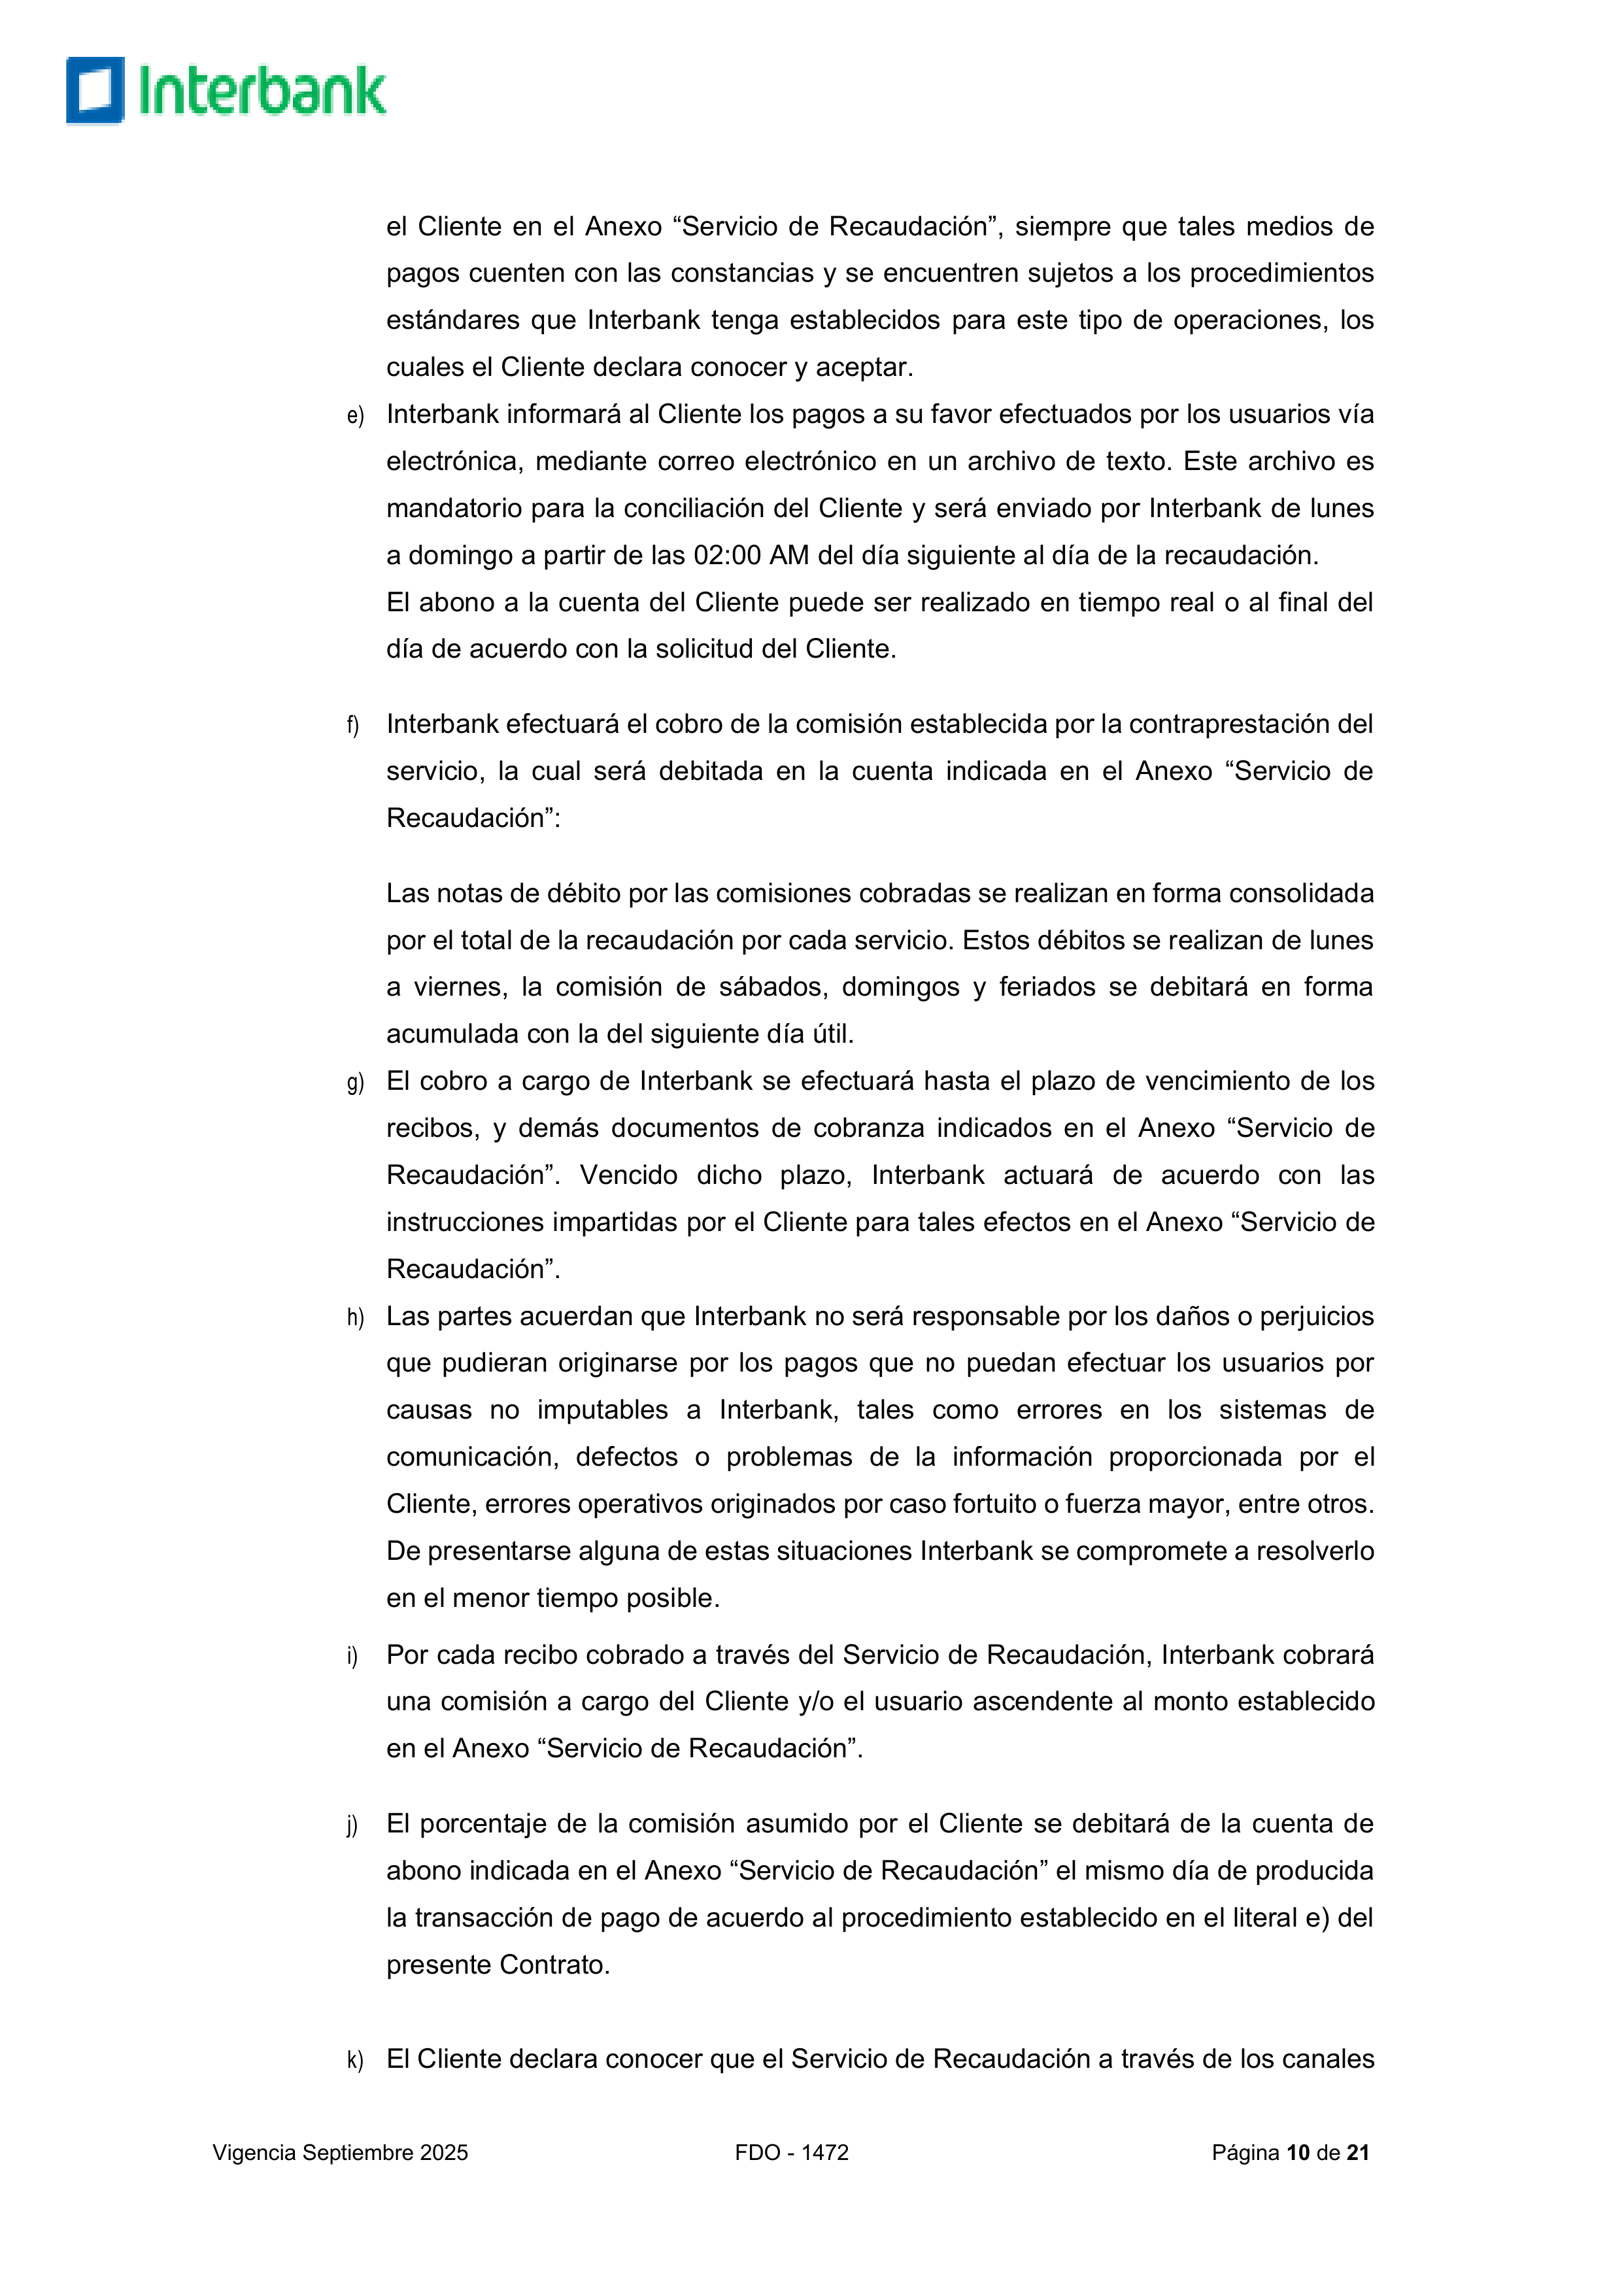 Interbank
el Cliente en el Anexo “Servicio de Recaudación”, siempre que tales medios de
pagos cuenten con las constancias y se encuentren sujetos a los procedimientos
estándares que Interbank tenga establecidos para este tipo de operaciones, los
cuales el Cliente declara conocer y aceptar.
e) Interbank informará al Cliente los pagos a su favor efectuados por los usuarios vía
electrónica, mediante correo electrónico en un archivo de texto. Este archivo es
mandatorio para la conciliación del Cliente y será enviado por Interbank de lunes
a domingo a partir de las 02:00 AM del día siguiente al día de la recaudación.
El abono a la cuenta del Cliente puede ser realizado en tiempo real o al final del
día de acuerdo con la solicitud del Cliente.
f) Interbank efectuará el cobro de la comisión establecida por la contraprestación del
servicio, la cual será debitada en la cuenta indicada en el Anexo “Servicio de
Recaudación”:
Las notas de débito por las comisiones cobradas se realizan en forma consolidada
por el total de la recaudación por cada servicio. Estos débitos se realizan de lunes
a viernes, la comisión de sábados, domingos y feriados se debitará en forma
acumulada con la del siguiente día útil.
g) El cobro a cargo de Interbank se efectuará hasta el plazo de vencimiento de los
recibos, y demás documentos de cobranza indicados en el Anexo “Servicio de
Recaudación”. Vencido dicho plazo, Interbank actuará de acuerdo con las
instrucciones impartidas por el Cliente para tales efectos en el Anexo “Servicio de
Recaudación”.
h) Las partes acuerdan que Interbank no será responsable por los daños o perjuicios
que pudieran originarse por los pagos que no puedan efectuar los usuarios por
causas no imputables a Interbank, tales como errores en los sistemas de
comunicación, defectos o problemas de la información proporcionada por el
Cliente, errores operativos originados por caso fortuito o fuerza mayor, entre otros.
De presentarse alguna de estas situaciones Interbank se compromete a resolverlo
en el menor tiempo posible.
i) Por cada recibo cobrado a través del Servicio de Recaudación, Interbank cobrará
una comisión a cargo del Cliente y/o el usuario ascendente al monto establecido
en el Anexo “Servicio de Recaudación”.
j) El porcentaje de la comisión asumido por el Cliente se debitará de la cuenta de
abono indicada en el Anexo “Servicio de Recaudación” el mismo día de producida
la transacción de pago de acuerdo al procedimiento establecido en el literal e) del
presente Contrato.
k) El Cliente declara conocer que el Servicio de Recaudación a través de los canales
Vigencia Septiembre 2025 FDO - 1472 Página 10 de 21